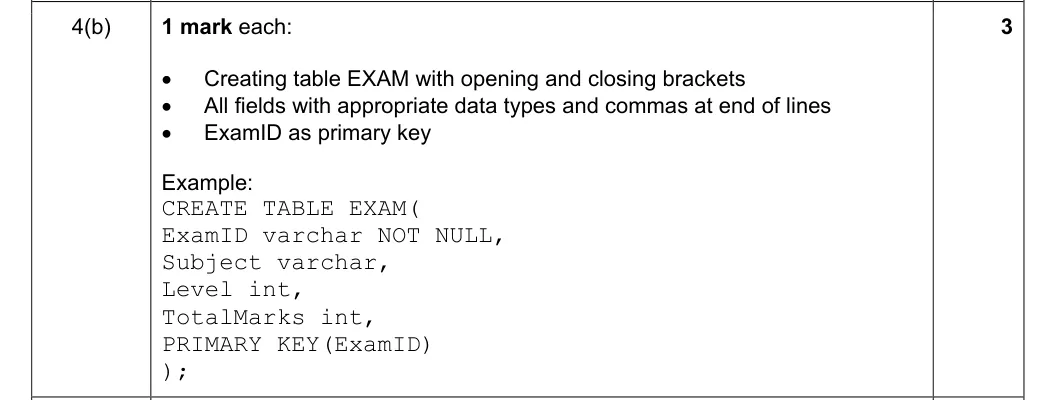 4(b)
1 mark each:
3
• Creating table EXAM with opening and closing brackets
• All fields with appropriate data types and commas at end of lines
• ExamID as primary key
Example:
CREATE TABLE EXAM(
ExamID varchar NOT NULL,
Subject varchar,
Level int,
TotalMarks int,
PRIMARY KEY(ExamID)
);